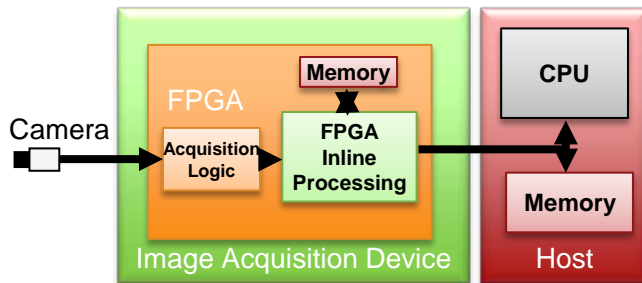 Camera
FPGA
Memory
Acquisition
Logic
FPGA
Inline
Processing
Image Acquisition Device
CPU
Memory
Host